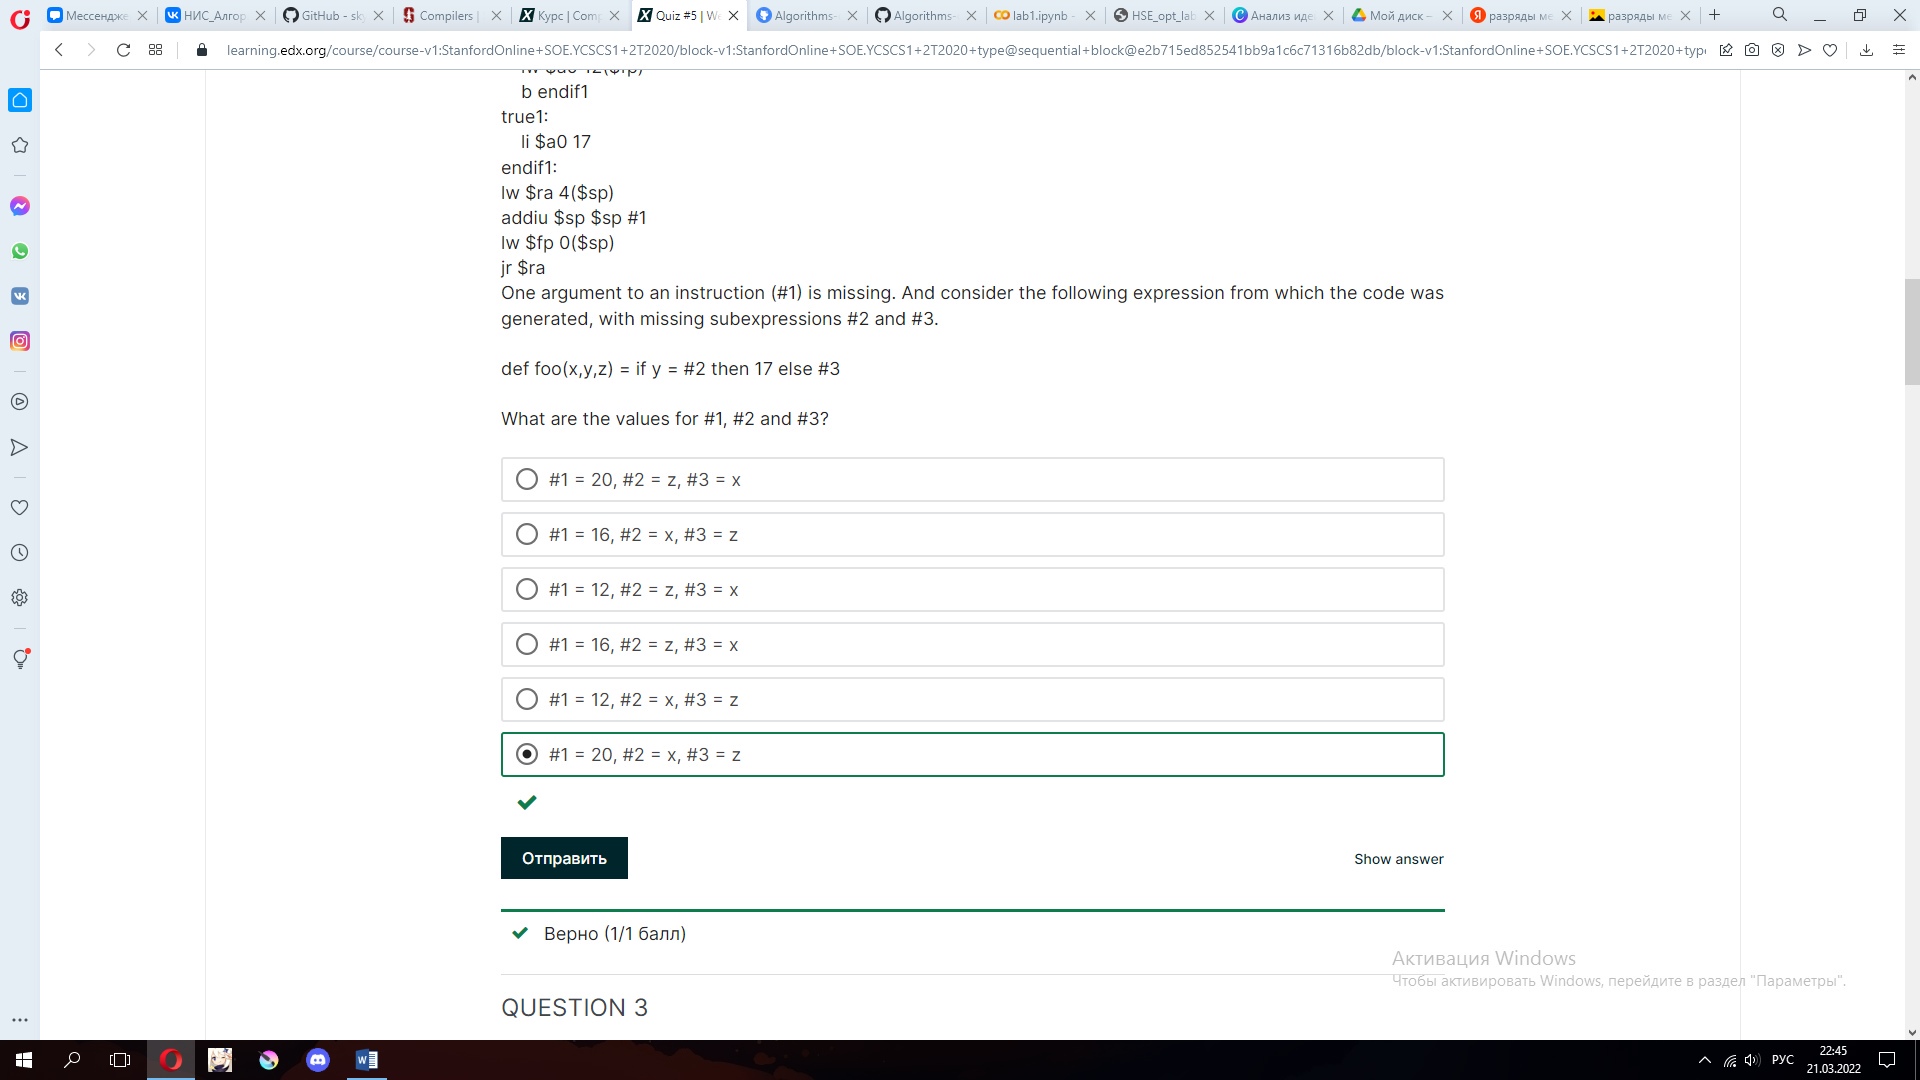 Мессендже
НИС_Алгор
GitHub - sky
Compilers |
Курс | Comp
Quiz #5 | We
Algorithms-
Algorithms-
lab1.ipynb -
HSE_opt_lab
Анализ иде
Мой диск –
разряды ме
разряды ме
learning.edx.org/course/course-v1:StanfordOnline+SOE.YCSCS1+2T2020/block-v1:StanfordOnline+SOE.YCSCS1+2T2020+type@sequential+block@e2b715ed852541bb9a1c6c71316b82db/block-v1:StanfordOnline+SOE.YCSCS1+2T2020+typ
lw $a0 12($fp)
b endif1
true1:
li $a0 17
endif1:
lw $ra 4($sp)
addiu $sp $sp #1
lw $fp 0($sp)
jr $ra
One argument to an instruction (#1) is missing. And consider the following expression from which the code was
generated, with missing subexpressions #2 and #3.
def foo(x,y,z) = if y = #2 then 17 else #3
What are the values for #1, #2 and #3?
#1 = 20, #2 = z, #3 = x
#1 = 16, #2 = x, #3 = z
#1 = 12, #2 = z, #3 = x
#1 = 16, #2 = z, #3 = x
#1 = 12, #2 = x, #3 = z
#1 = 20, #2 = x, #3 = z
Отправить
Show answer
Верно (1/1 балл)
Активация Windows
Чтобы активировать Windows, перейдите в раздел "Параметры".
QUESTION 3
РУС
22:45
21.03.2022